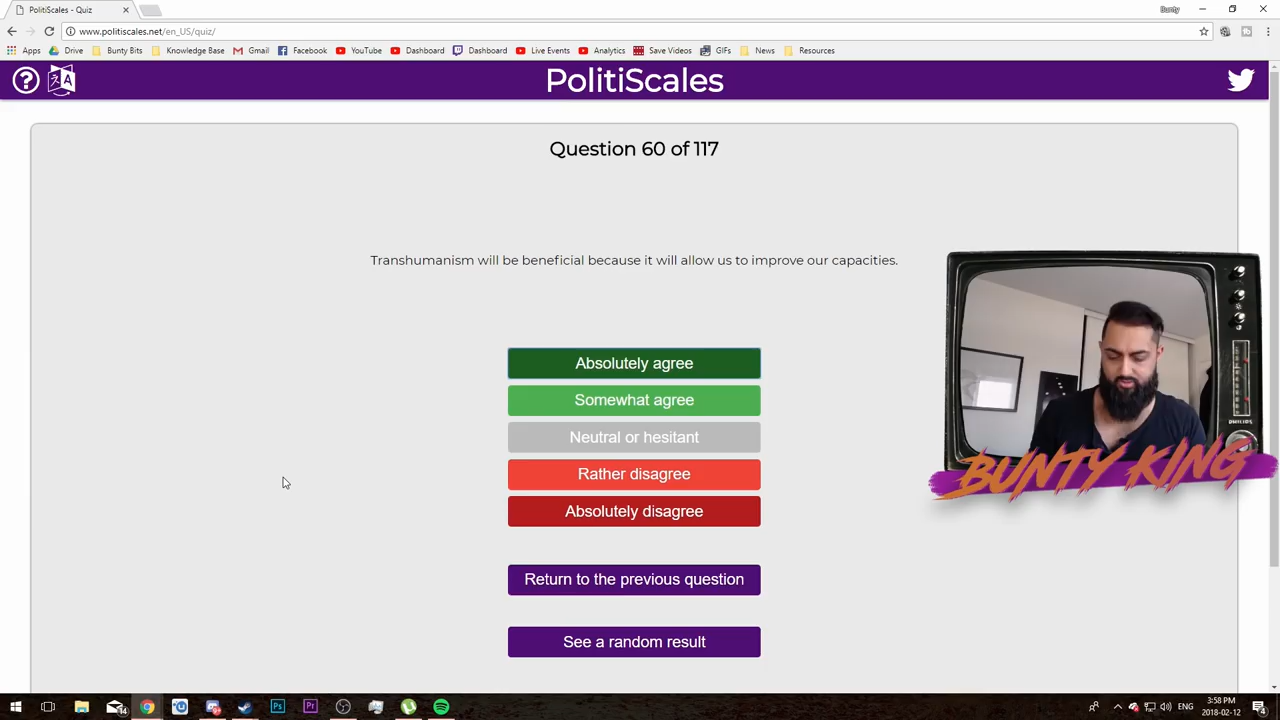 PolitiScales - Quiz
Bunty
www.politiscales.net/en_US/quiz/
Apps Drive Bunty Bits Knowledge Base Gmail Facebook YouTube Dashboard Dashboard Live Events Analytics Save Videos GIFs News Resources
PolitiScales
Question 60 of 117
Transhumanism will be beneficial because it will allow us to improve our capacities.
Absolutely agree
Somewhat agree
Neutral or hesitant
Rather disagree
Absolutely disagree
Return to the previous question
See a random result
PHILIPS
BUNTY KING
ENG
3:58 PM
2018-02-12